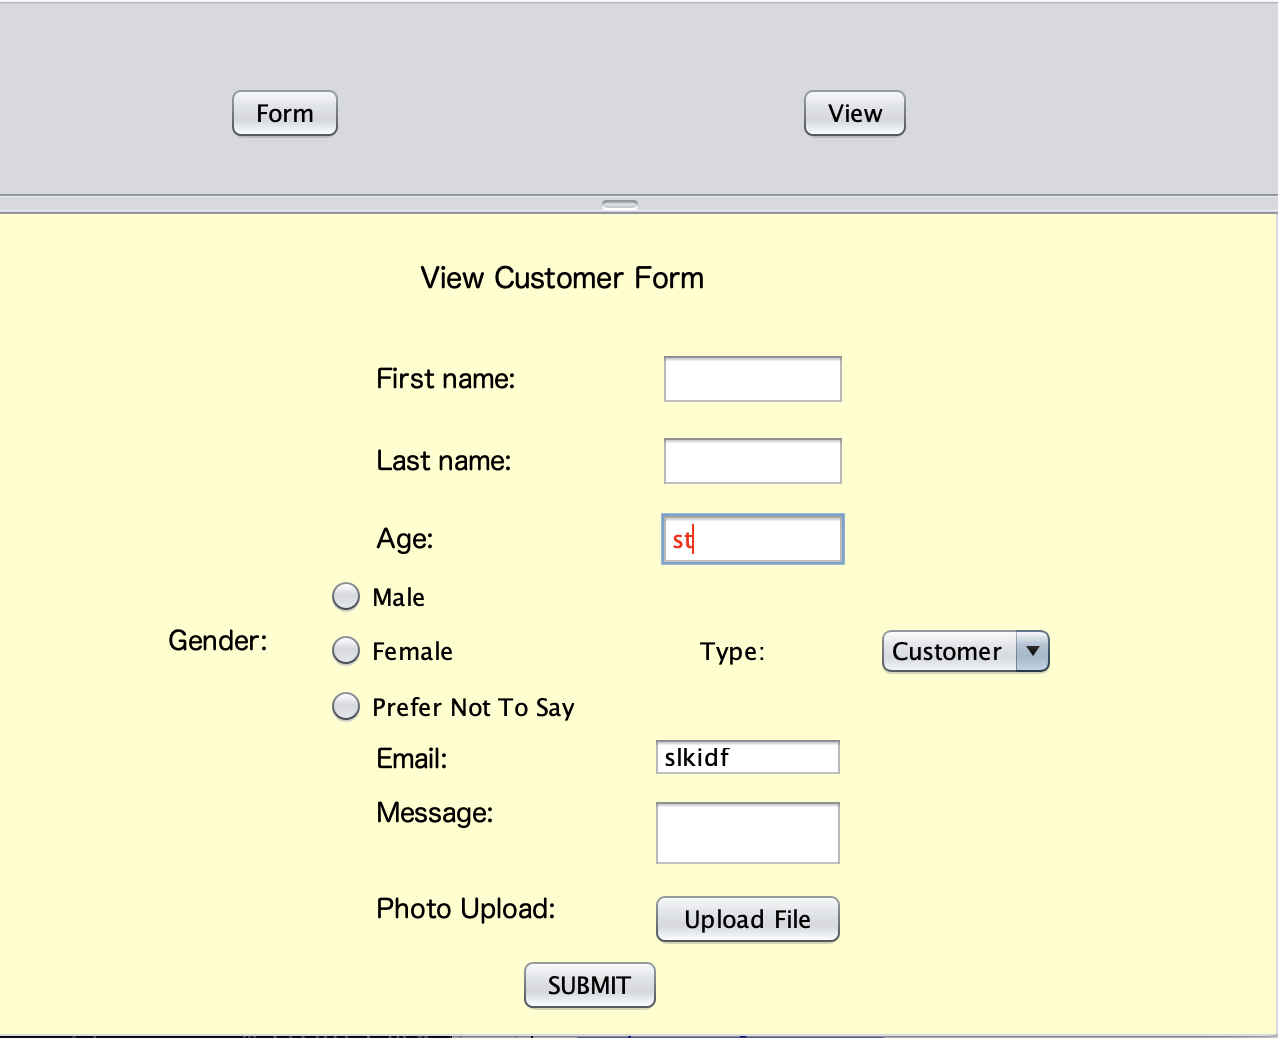 Form View
View Customer Form
First name:
Last name:
Age: st
Male
Gender:
Female Type: Customer
Prefer Not To Say
Email: slkidf
Message:
Photo Upload: Upload File
SUBMIT